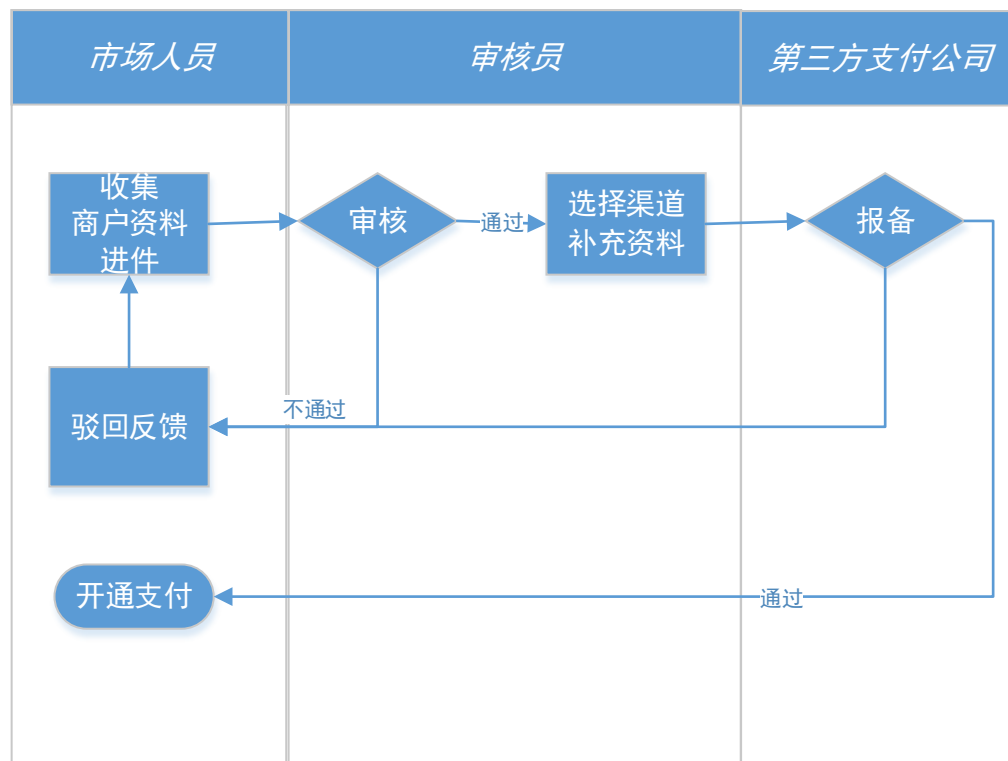 市场人员
审核员
第三方支付公司
收集
商户资料
进件
审核
通过
选择渠道
补充资料
报备
驳回反馈
不通过
开通支付
通过